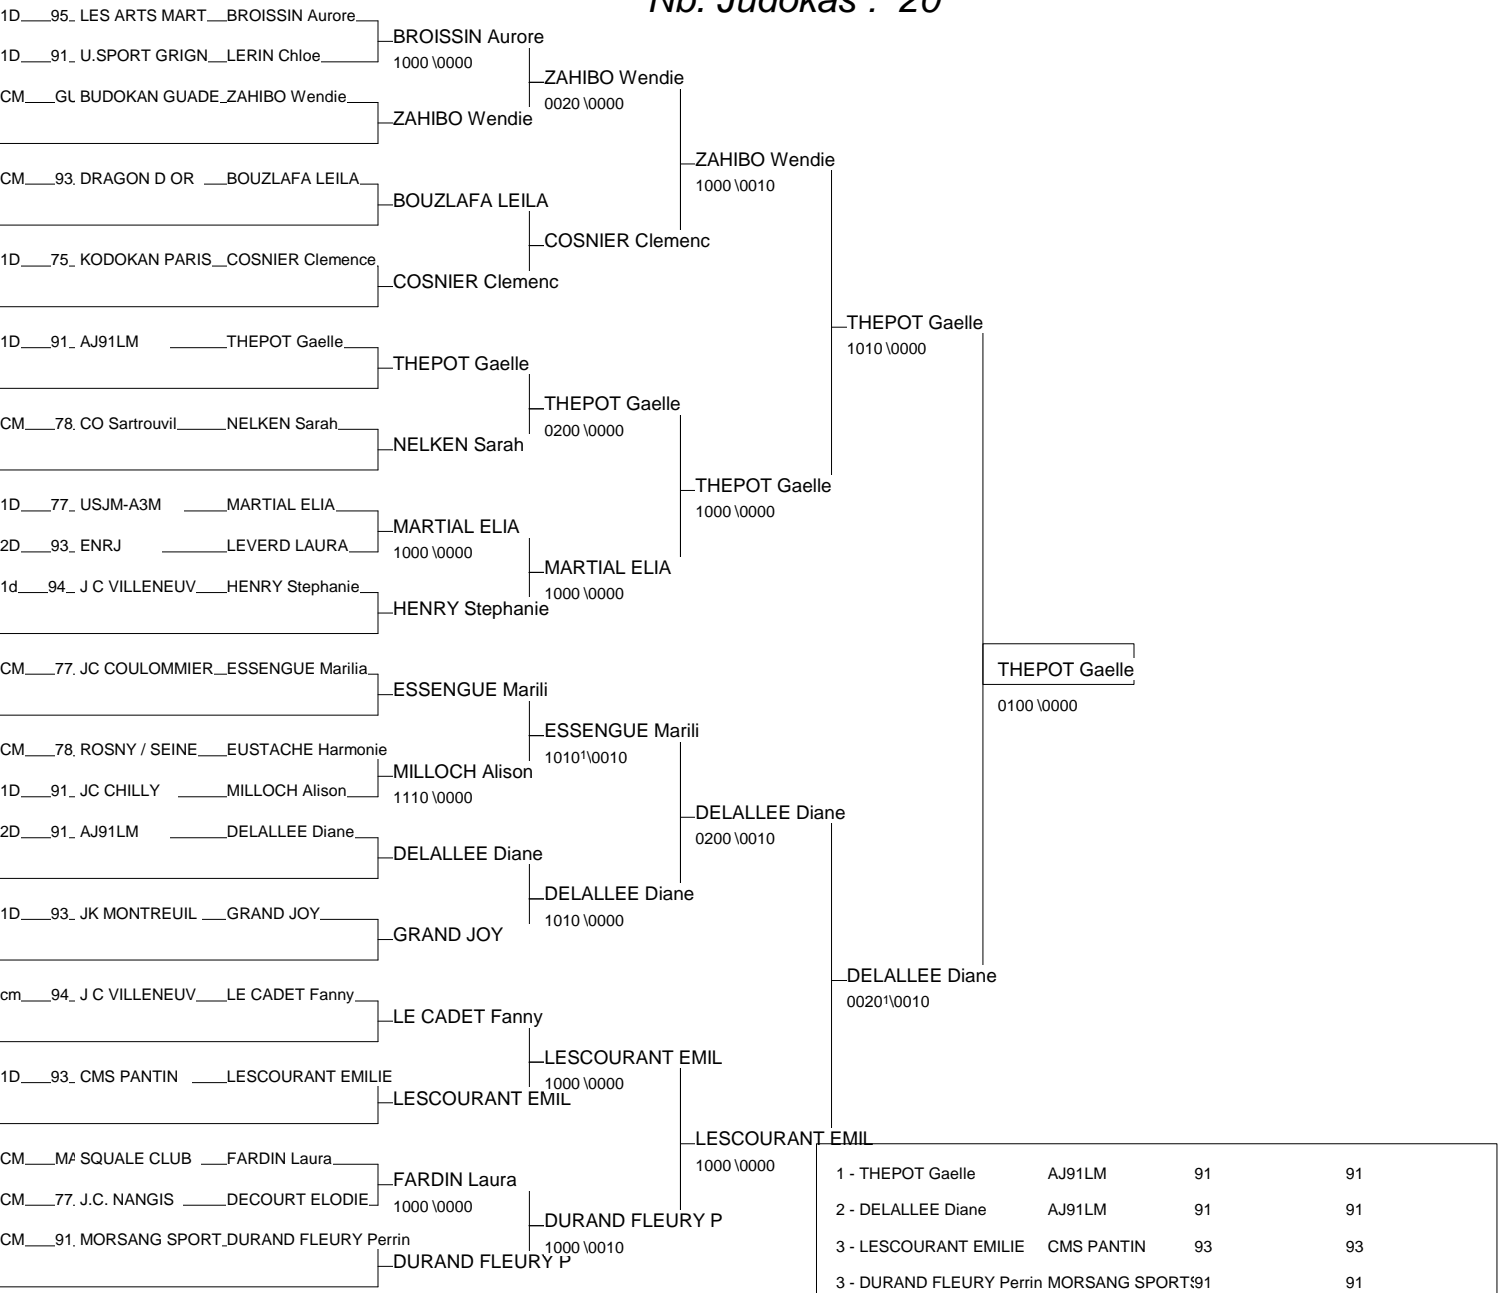 Nb. Judokas : 20
1D 95 LES ARTS MART BROISSIN Aurore
BROISSIN Aurore
1D 91 U.SPORT GRIGN LERIN Chloe
1000 \0000
ZAHIBO Wendie
CM GU BUDOKAN GUADE ZAHIBO Wendie
0020 \0000
ZAHIBO Wendie
ZAHIBO Wendie
CM 93 DRAGON D OR BOUZLAFA LEILA
1000 \0010
BOUZLAFA LEILA
COSNIER Clemenc
1D 75 KODOKAN PARIS COSNIER Clemence
COSNIER Clemenc
THEPOT Gaelle
1D 91 AJ91LM THEPOT Gaelle
1010 \0000
THEPOT Gaelle
THEPOT Gaelle
CM 78 CO Sartrouvil NELKEN Sarah
0200 \0000
NELKEN Sarah
THEPOT Gaelle
1D 77 USJM-A3M MARTIAL ELIA
1000 \0000
MARTIAL ELIA
2D 93 ENRJ LEVERD LAURA
1000 \0000
MARTIAL ELIA
1d 94 J C VILLENEUV HENRY Stephanie
1000 \0000
HENRY Stephanie
CM 77 JC COULOMMIER ESSENGUE Marilia
THEPOT Gaelle
ESSENGUE Marili
0100 \0000
ESSENGUE Marili
CM 78 ROSNY / SEINE EUSTACHE Harmonie
1010¹\0010
MILLOCH Alison
1D 91 JC CHILLY MILLOCH Alison
1110 \0000
DELALLEE Diane
2D 91 AJ91LM DELALLEE Diane
0200 \0010
DELALLEE Diane
DELALLEE Diane
1D 93 JK MONTREUIL GRAND JOY
1010 \0000
GRAND JOY
DELALLEE Diane
cm 94 J C VILLENEUV LE CADET Fanny
0020¹\0010
LE CADET Fanny
LESCOURANT EMIL
1D 93 CMS PANTIN LESCOURANT EMILIE
1000 \0000
LESCOURANT EMIL
LESCOURANT EMIL
CM MA SQUALE CLUB FARDIN Laura
1000 \0000
FARDIN Laura
CM 77 J.C. NANGIS DECOURT ELODIE
1000 \0000
DURAND FLEURY P
CM 91 MORSANG SPORT DURAND FLEURY Perrin
1000 \0010
DURAND FLEURY P
1 - THEPOT Gaelle AJ91LM 91 91
2 - DELALLEE Diane AJ91LM 91 91
3 - LESCOURANT EMILIE CMS PANTIN 93 93
3 - DURAND FLEURY Perrin MORSANG SPORTS 91 91